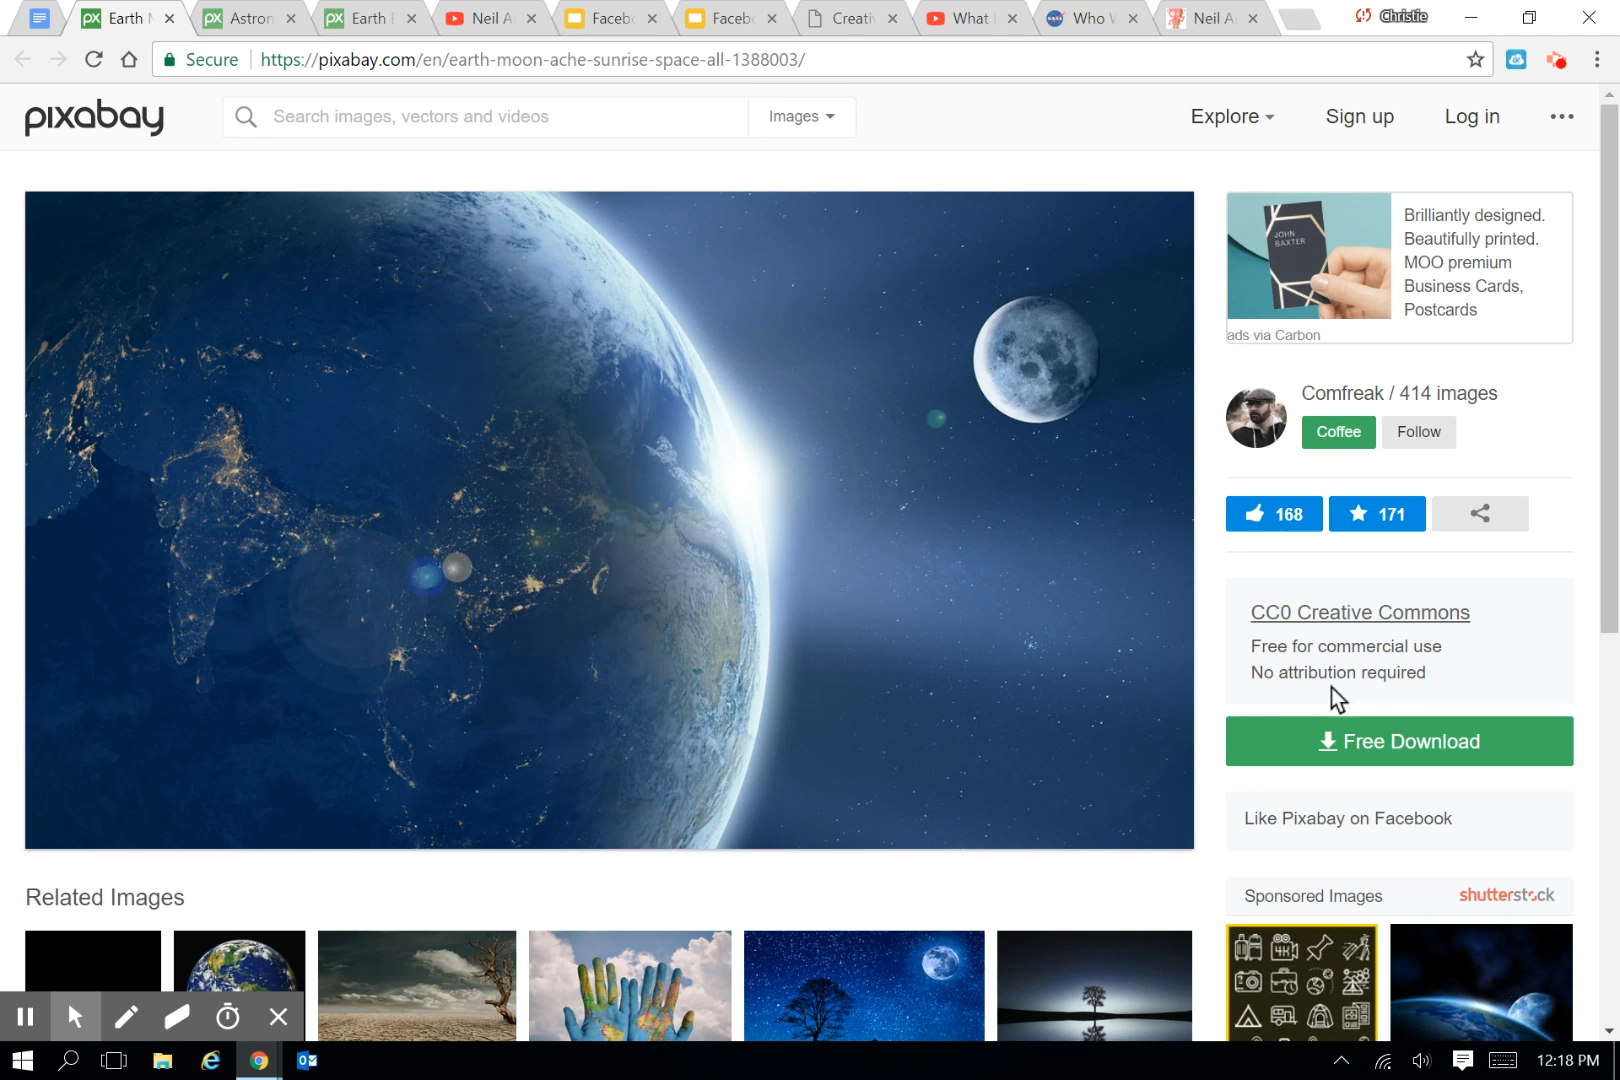 Earth
Astron
Earth
Neil A
Faceb
Faceb
Creativ
What
Who
Neil A
Christie
Secure
https://pixabay.com/en/earth-moon-ache-sunrise-space-all-1388003/
pixabay
Search images, vectors and videos
Images
Explore
Sign up
Log in
JOHN
BAXTER
Brilliantly designed.
Beautifully printed.
MOO premium
Business Cards,
Postcards
ads via Carbon
Comfreak / 414 images
Coffee
Follow
168
171
CC0 Creative Commons
Free for commercial use
No attribution required
Free Download
Like Pixabay on Facebook
Related Images
Sponsored Images
shutterstock
12:18 PM